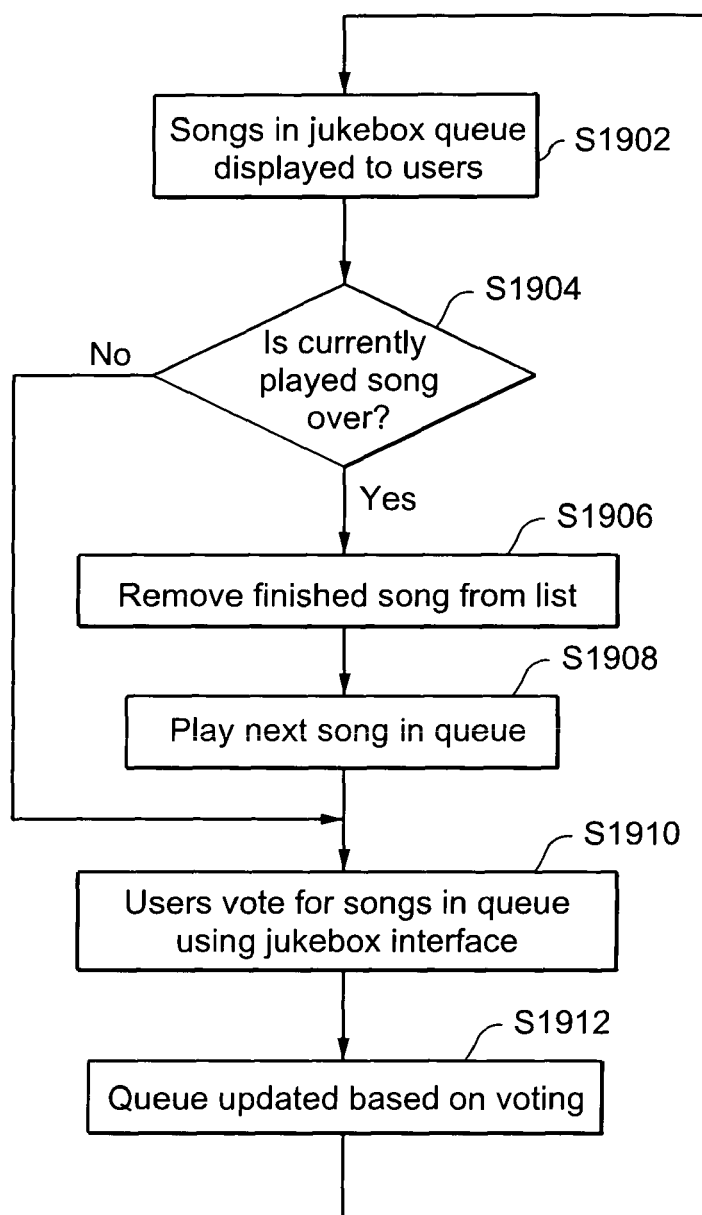 Songs in jukebox queue
displayed to users
S1902
S1904
No
Is currently
played song
over?
Yes
S1906
Remove finished song from list
S1908
Play next song in queue
S1910
Users vote for songs in queue
using jukebox interface
S1912
Queue updated based on voting